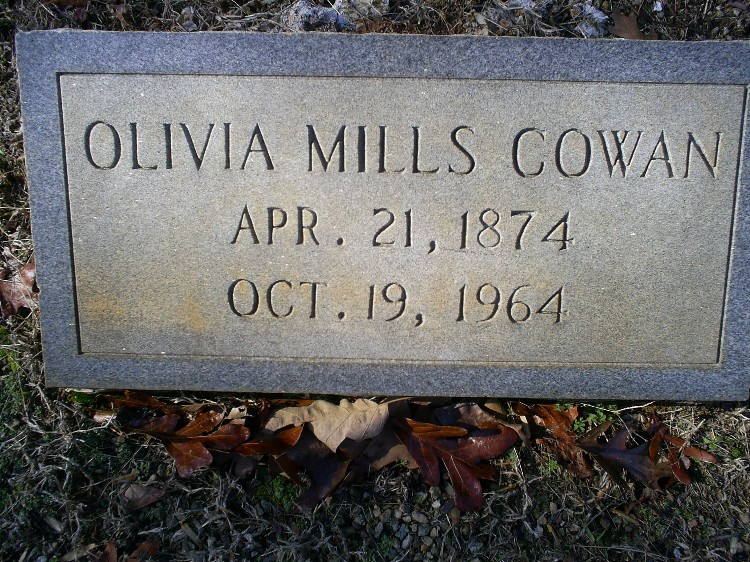 OLIVIA MILLS COWAN
APR. 21, 1874
OCT. 19, 1964